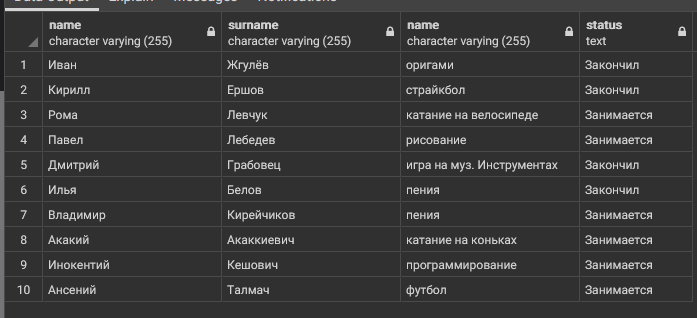 Data Output Explain Messages Notifications
name surname name status
character varying (255) character varying (255) character varying (255) text
1 Иван Жгулёв оригами Закончил
2 Кирилл Ершов страйкбол Закончил
3 Рома Левчук катание на велосипеде Занимается
4 Павел Лебедев рисование Занимается
5 Дмитрий Грабовец игра на муз. Инструментах Закончил
6 Илья Белов пения Закончил
7 Владимир Кирейчиков пения Занимается
8 Акакий Акаккиевич катание на коньках Занимается
9 Инокентий Кешович программирование Занимается
10 Ансений Талмач футбол Занимается